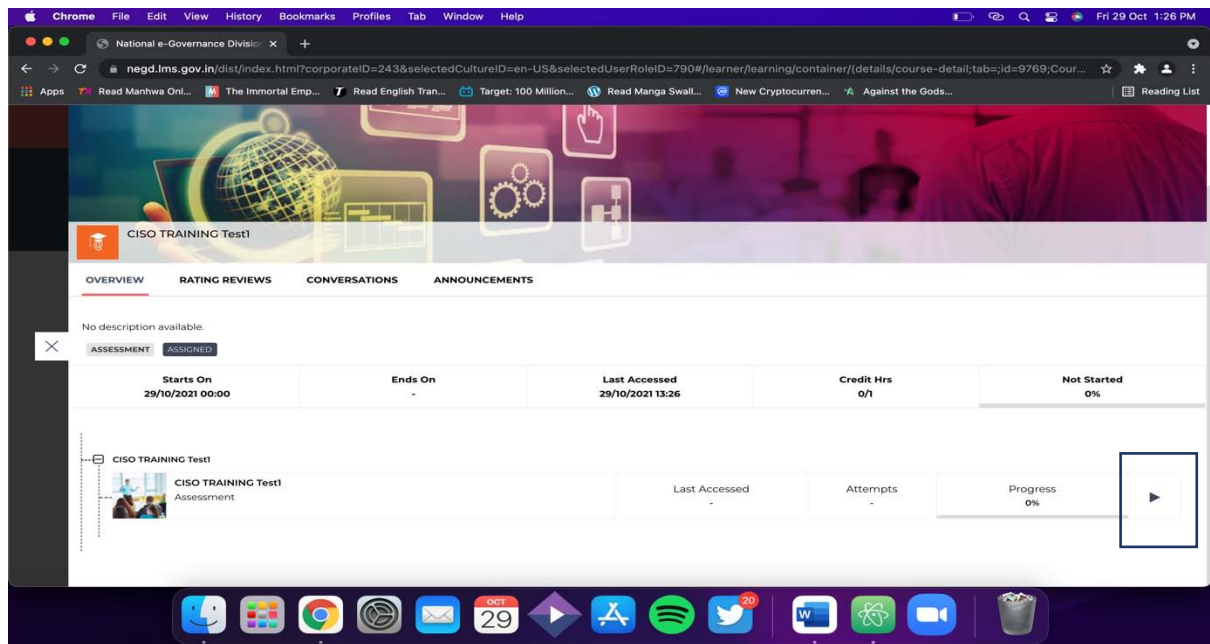 Chrome File Edit View History Bookmarks Profiles Tab Window Help Fri 29 Oct 1:26 PM
National e-Governance Division
negd.lms.gov.in/dist/index.html?corporateID=243&selectedCultureID=en-US&selectedUserRoleID=790#/learner/learning/container/(details/course-detail;tab=;id=9769;Cour...
Apps Read Manhwa Onl... The Immortal Emp... Read English Tran... Target: 100 Million... Read Manga Swall... New Cryptocurren... Against the Gods... Reading List
CISO TRAINING Test1
OVERVIEW RATING REVIEWS CONVERSATIONS ANNOUNCEMENTS
No description available.
ASSESSMENT ASSIGNED
Starts On Ends On Last Accessed Credit Hrs Not Started
29/10/2021 00:00 - 29/10/2021 13:26 0/1 0%
CISO TRAINING Test1
CISO TRAINING Test1
Assessment
Last Accessed Attempts Progress
- - 0%
OCT
29
20
W